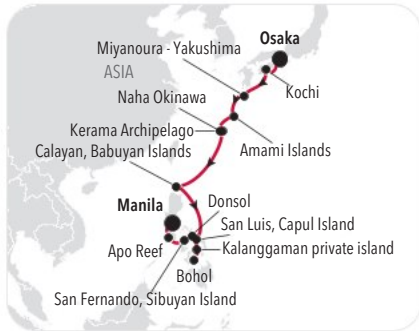 Osaka
Miyanoura - Yakushima
ASIA
Kochi
Naha Okinawa
Kerama Archipelago
Amami Islands
Calayan, Babuyan Islands
Donsol
Manila
San Luis, Capul Island
Kalanggaman private island
Apo Reef
Bohol
San Fernando, Sibuyan Island